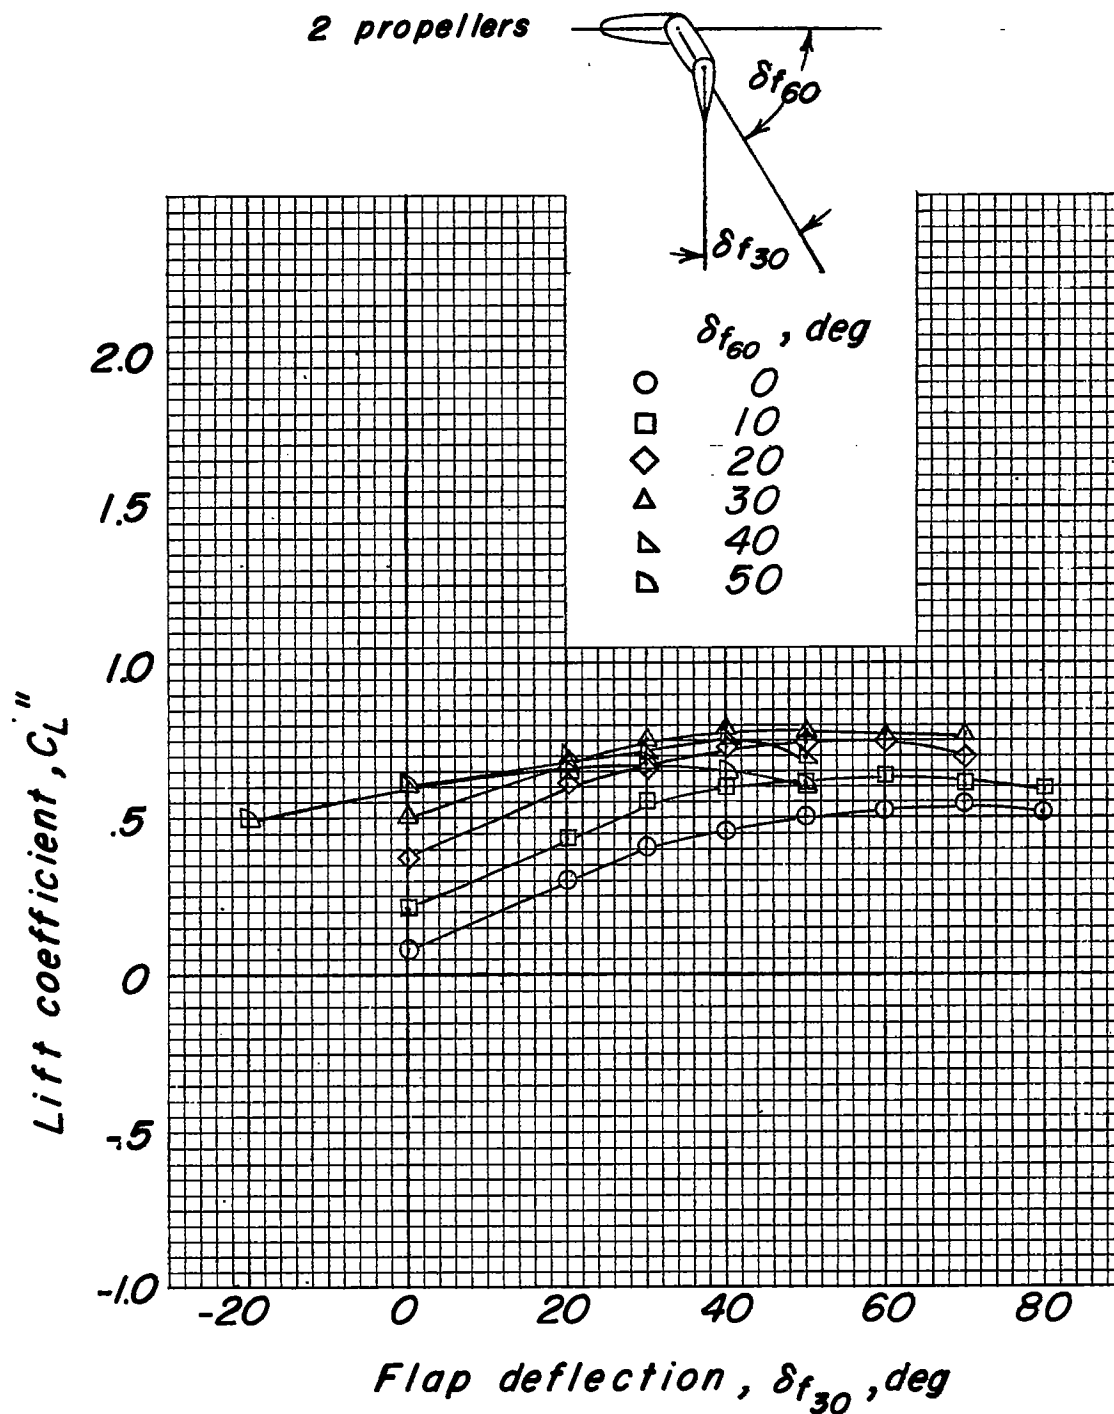 2 propellers
δf60
δf30
δf60 , deg
0
10
20
30
40
50
2.0
1.5
1.0
.5
0
-.5
-1.0
Lift coefficient, CL"
-20 0 20 40 60 80
Flap deflection, δf30, deg